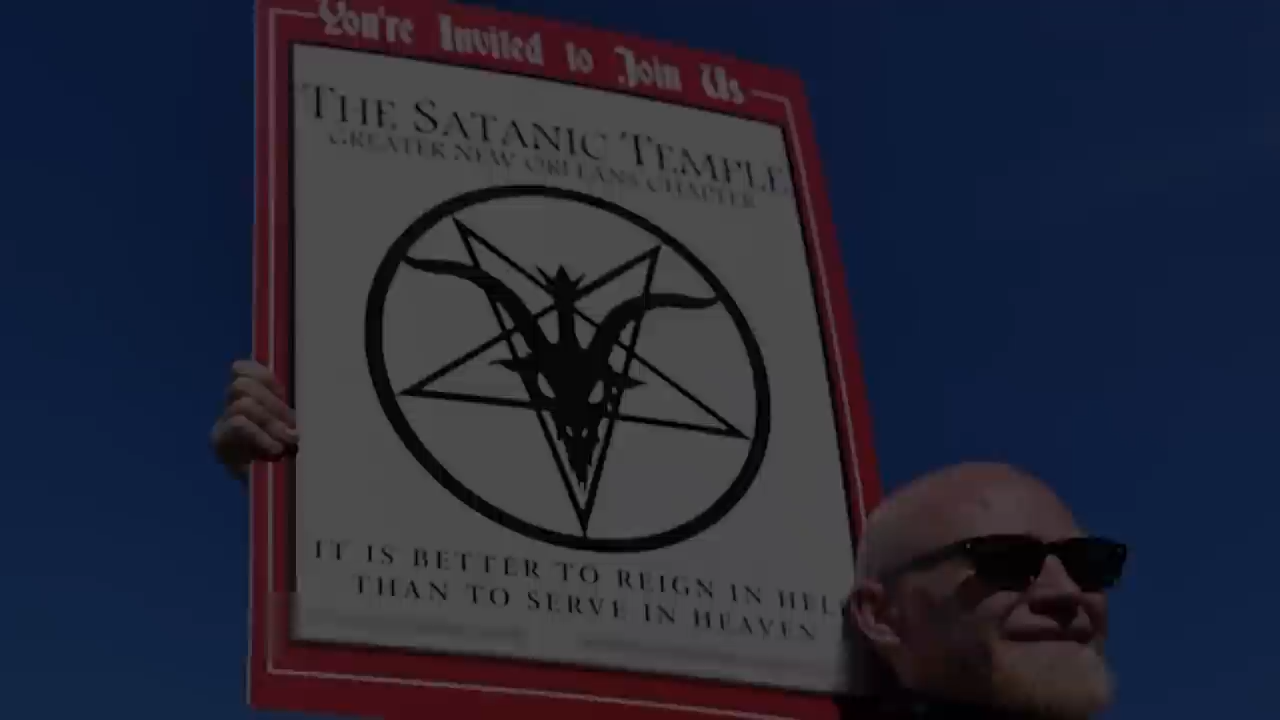 You're Invited to Join Us
THE SATANIC TEMPLE
GREATER NEW ORLEANS CHAPTER
IT IS BETTER TO REIGN IN HELL
THAN TO SERVE IN HEAVEN